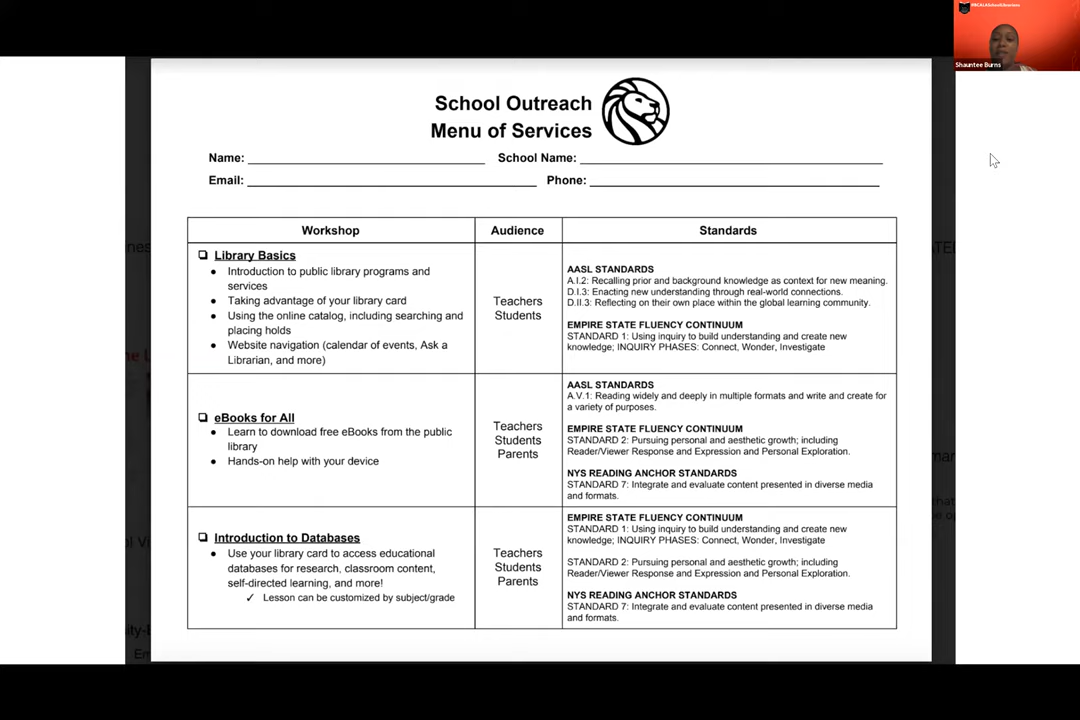 #NSCALASchoolLibrarians
Shauntee Burns
School Outreach
Menu of Services
Name: School Name:
Email: Phone:
Workshop Audience Standards
Library Basics
Introduction to public library programs and
services
Taking advantage of your library card
Using the online catalog, including searching and
placing holds
Website navigation (calendar of events, Ask a
Librarian, and more)
Teachers
Students
AASL STANDARDS
A.I.2: Recalling prior and background knowledge as context for new meaning.
D.I.3: Enacting new understanding through real-world connections.
D.II.3: Reflecting on their own place within the global learning community.
EMPIRE STATE FLUENCY CONTINUUM
STANDARD 1: Using inquiry to build understanding and create new
knowledge; INQUIRY PHASES: Connect, Wonder, Investigate
eBooks for All
Learn to download free eBooks from the public
library
Hands-on help with your device
Teachers
Students
Parents
AASL STANDARDS
A.V.1: Reading widely and deeply in multiple formats and write and create for
a variety of purposes.
EMPIRE STATE FLUENCY CONTINUUM
STANDARD 2: Pursuing personal and aesthetic growth; including
Reader/Viewer Response and Expression and Personal Exploration.
NYS READING ANCHOR STANDARDS
STANDARD 7: Integrate and evaluate content presented in diverse media
and formats.
Introduction to Databases
Use your library card to access educational
databases for research, classroom content,
self-directed learning, and more!
✓ Lesson can be customized by subject/grade
Teachers
Students
Parents
EMPIRE STATE FLUENCY CONTINUUM
STANDARD 1: Using inquiry to build understanding and create new
knowledge; INQUIRY PHASES: Connect, Wonder, Investigate
STANDARD 2: Pursuing personal and aesthetic growth; including
Reader/Viewer Response and Expression and Personal Exploration.
NYS READING ANCHOR STANDARDS
STANDARD 7: Integrate and evaluate content presented in diverse media
and formats.